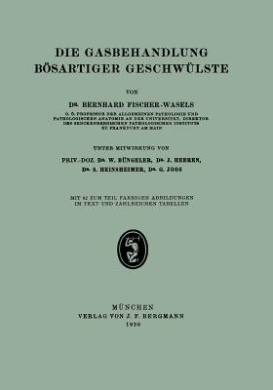 DIE GASBEHANDLUNG
BÖSARTIGER GESCHWÜLSTE
VON
DR. BERNHARD FISCHER-WASELS
O. Ö. PROFESSOR DER ALLGEMEINEN PATHOLOGIE UND
PATHOLOGISCHEN ANATOMIE AN DER UNIVERSITÄT, DIREKTOR
DES SENCKENBERGISCHEN PATHOLOGISCHEN INSTITUTS
ZU FRANKFURT AM MAIN
UNTER MITWIRKUNG VON
PRIV.-DOZ. DR. W. BÜNGELER, DR. J. HEEREN,
DR. S. HEINSHEIMER, DR. G. JOOS
MIT 62 ZUM TEIL FARBIGEN ABBILDUNGEN
IM TEXT UND ZAHLREICHEN TABELLEN
MÜNCHEN
VERLAG VON J. F. BERGMANN
1930